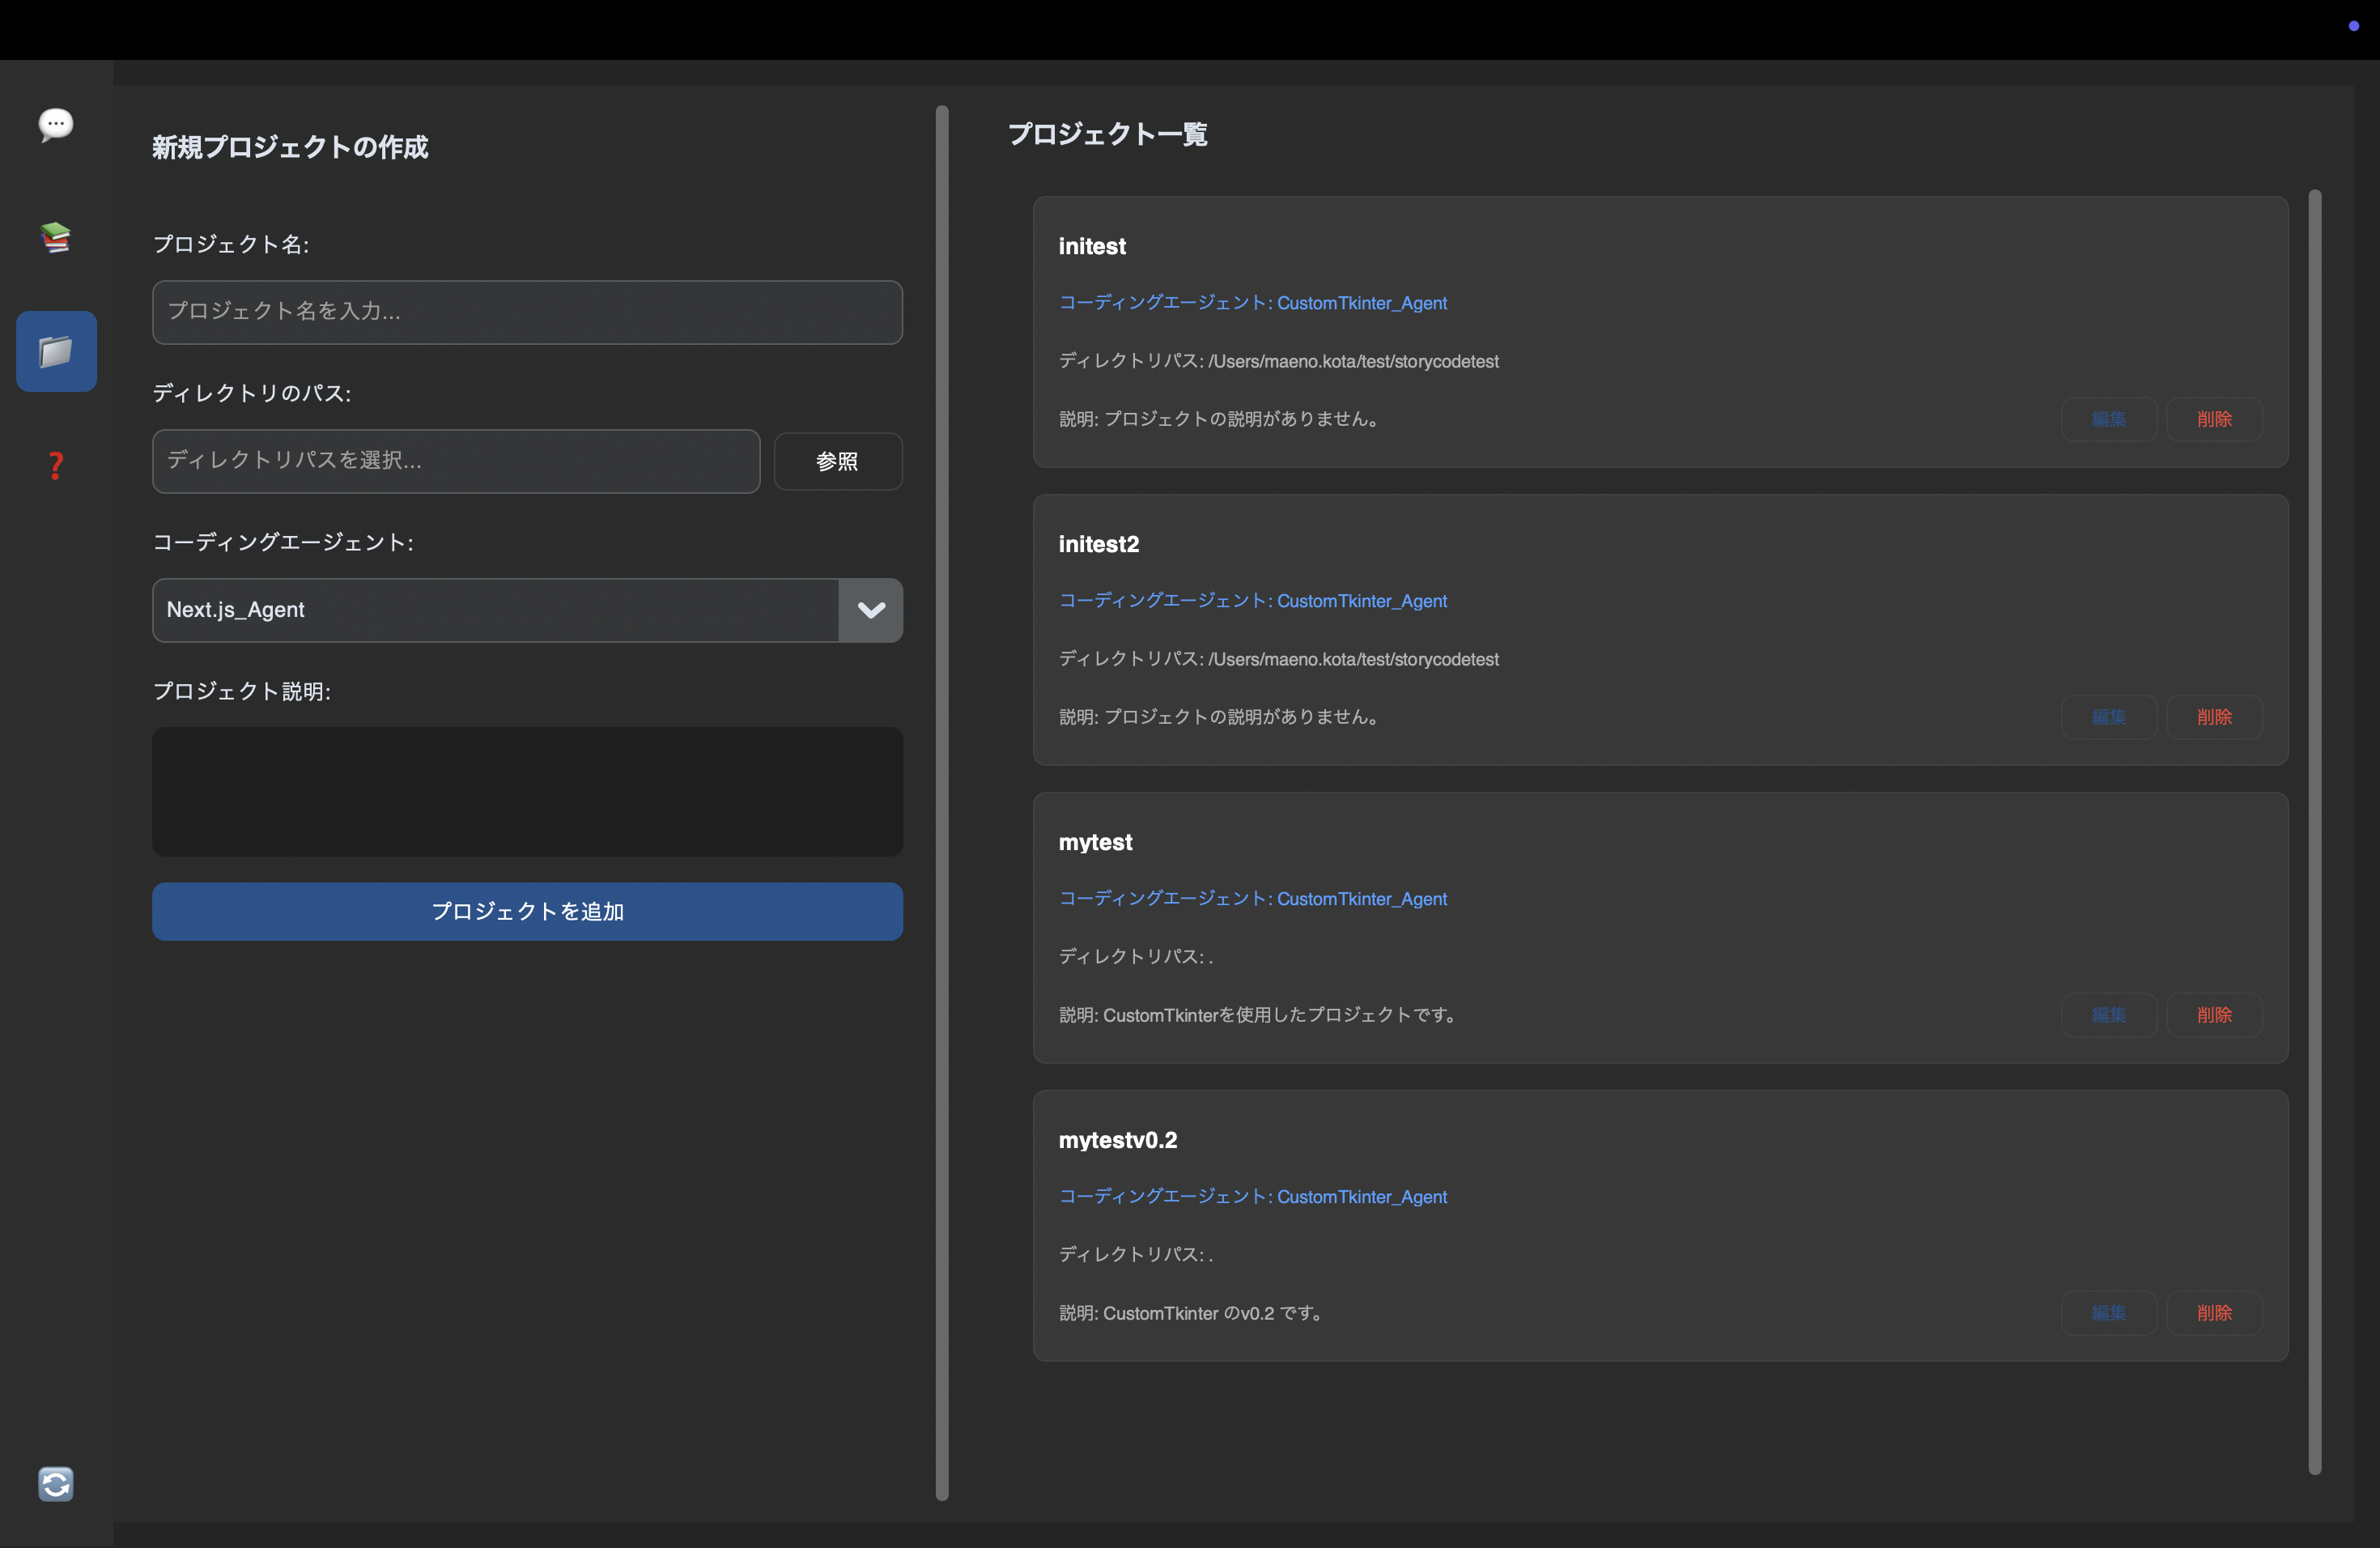 新規プロジェクトの作成
プロジェクト名:
プロジェクト名を入力...
ディレクトリのパス:
ディレクトリパスを選択...
参照
コーディングエージェント:
Next.js_Agent
プロジェクト説明:
プロジェクトを追加
プロジェクト一覧
initest
コーディングエージェント: CustomTkinter_Agent
ディレクトリパス: /Users/maeno.kota/test/storycodetest
説明: プロジェクトの説明がありません。
編集
削除
initest2
コーディングエージェント: CustomTkinter_Agent
ディレクトリパス: /Users/maeno.kota/test/storycodetest
説明: プロジェクトの説明がありません。
編集
削除
mytest
コーディングエージェント: CustomTkinter_Agent
ディレクトリパス: .
説明: CustomTkinterを使用したプロジェクトです。
編集
削除
mytestv0.2
コーディングエージェント: CustomTkinter_Agent
ディレクトリパス: .
説明: CustomTkinter のv0.2 です。
編集
削除